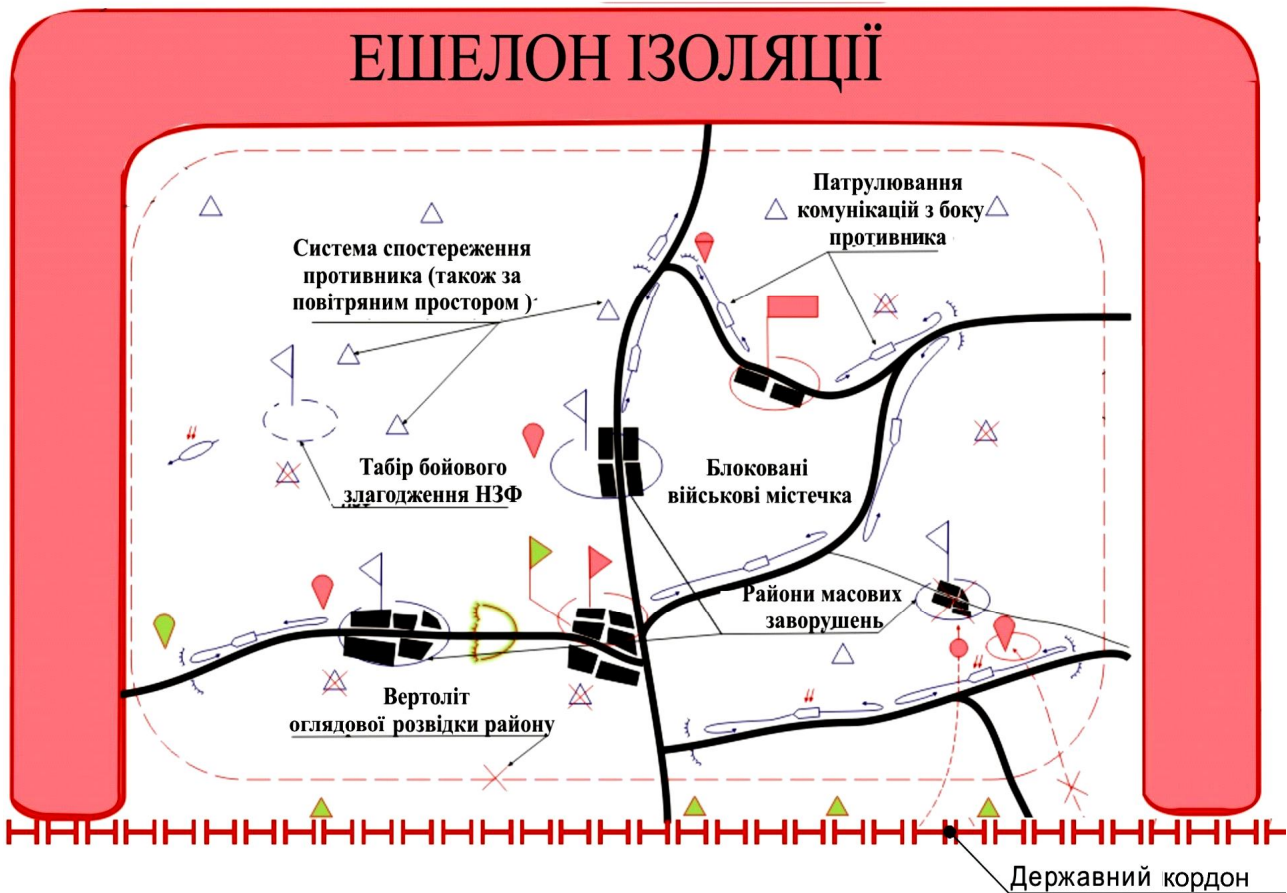 ЕШЕЛОН ІЗОЛЯЦІЇ
Патрулювання
комунікацій з боку
противника
Система спостереження
противника (також за
повітряним простором )
Табір бойового
злагодження НЗФ
Блоковані
військові містечка
Райони масових
заворушень
Вертоліт
оглядової розвідки району
Державний кордон